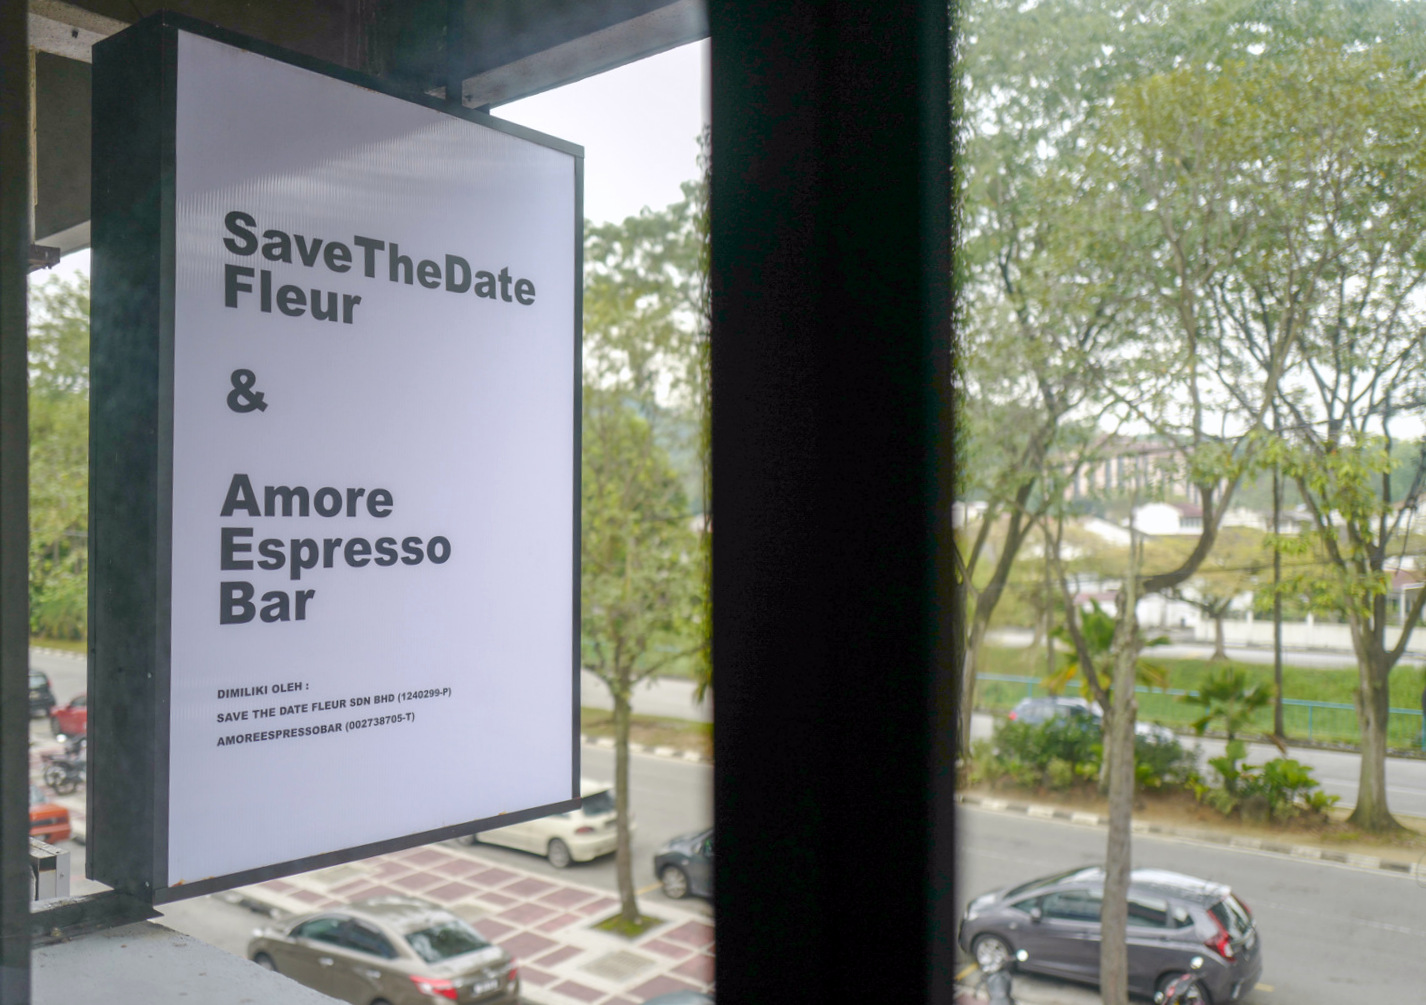 SaveTheDate
Fleur
&
Amore
Espresso
Bar
DIMILIKI OLEH :
SAVE THE DATE FLEUR SDN BHD (1240299-P)
AMOREESPRESSOBAR (002738705-T)